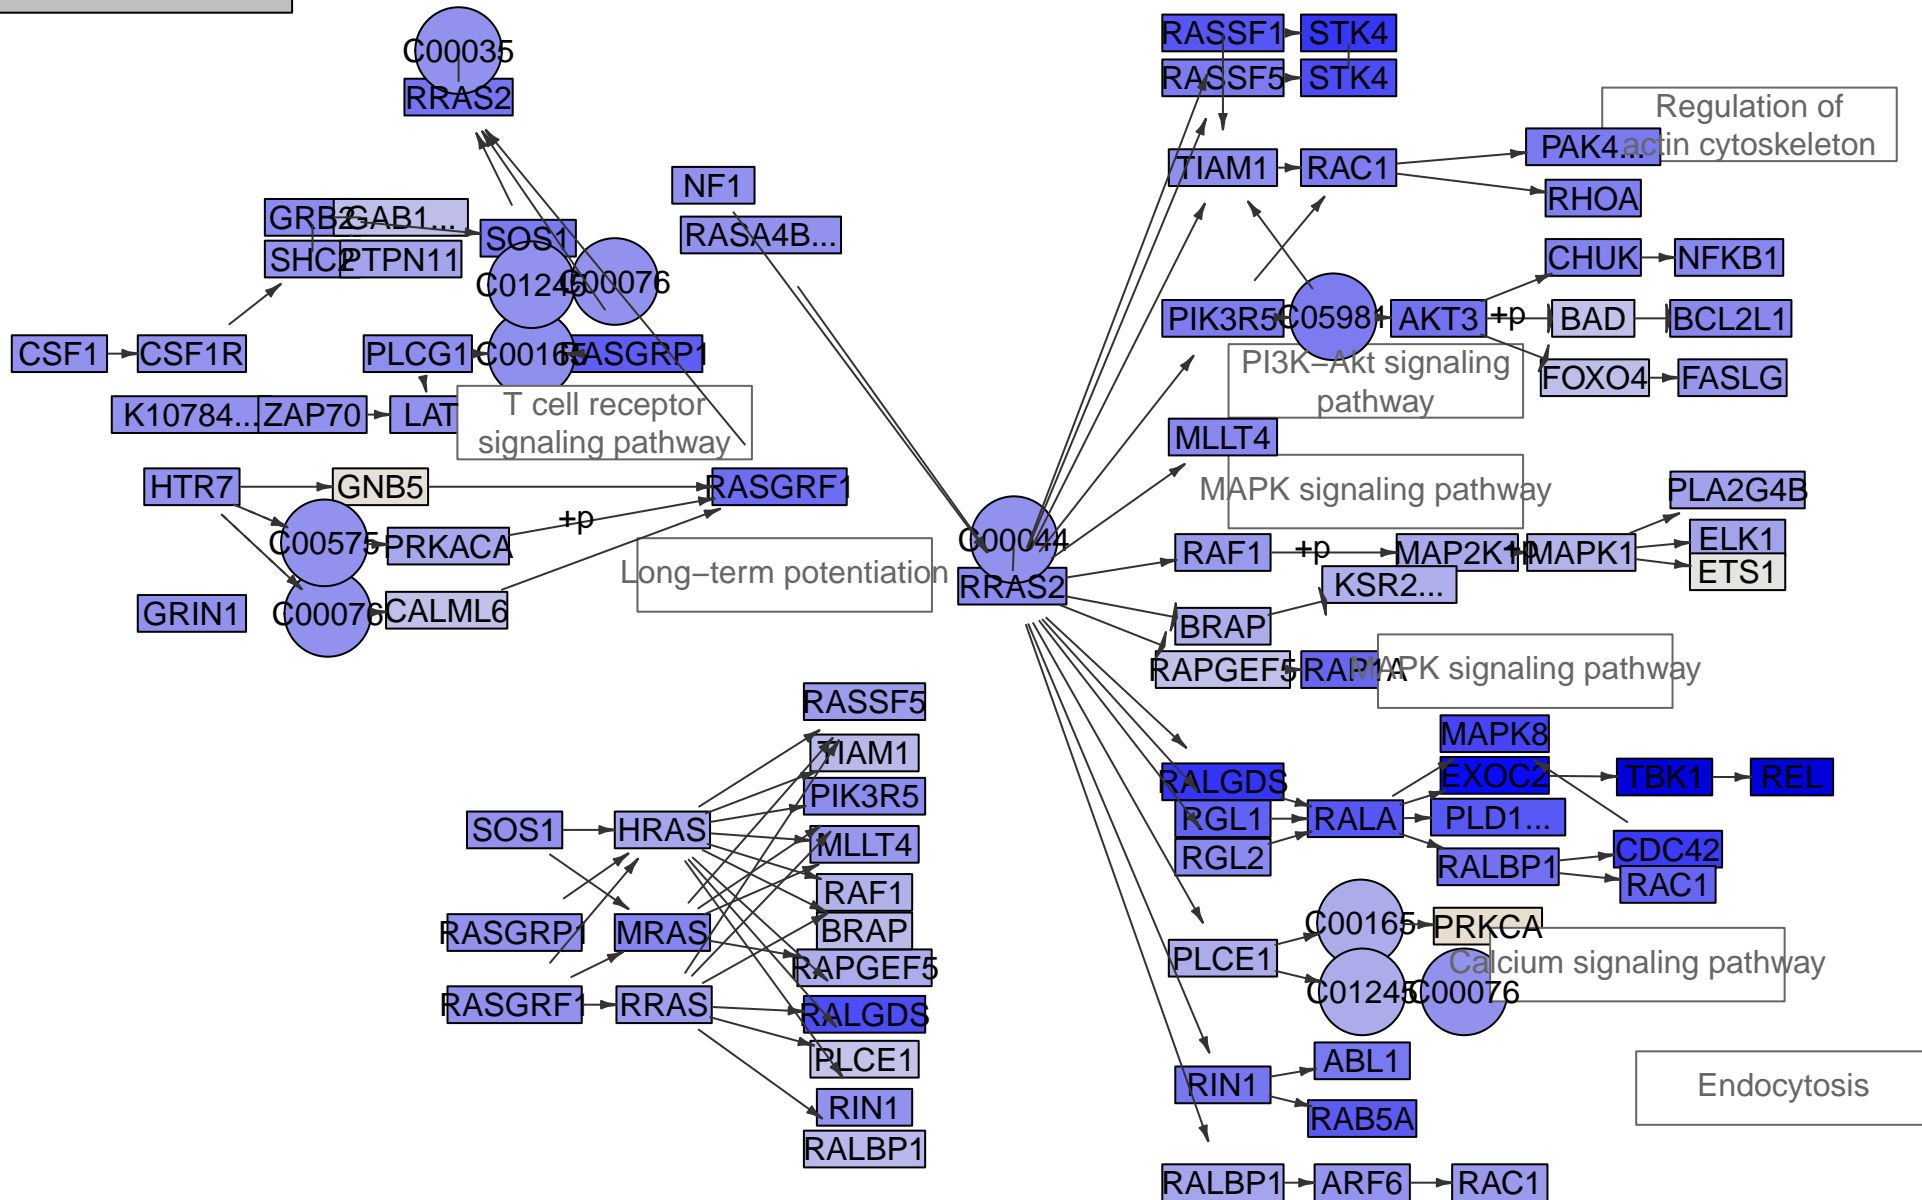 C00035
RRAS2
NF1
RASA4B...
GRB2
GAB1...
SOS1
SHC2
PTPN11
C01245
C00076
CSF1
CSF1R
PLCG1
C00165
RASGRP1
K10784...
ZAP70
LAT
T cell receptor
signaling pathway
HTR7
GNB5
RASGRF1
C00575
PRKACA
+p
GRIN1
C00076
CALML6
Long−term potentiation
C00044
RRAS2
RASSF1
STK4
RASSF5
STK4
Regulation of
actin cytoskeleton
PAK4...
TIAM1
RAC1
RHOA
CHUK
NFKB1
PIK3R5
C05981
AKT3
+p
BAD
BCL2L1
PI3K−Akt signaling
pathway
FOXO4
FASLG
MLLT4
MAPK signaling pathway
PLA2G4B
RAF1
+p
MAP2K1
+p
MAPK1
ELK1
ETS1
KSR2...
BRAP
RAPGEF5
RAP1A
MAPK signaling pathway
RASSF5
TIAM1
PIK3R5
SOS1
HRAS
MLLT4
RAF1
RASGRP1
MRAS
BRAP
RAPGEF5
RASGRF1
RRAS
RALGDS
PLCE1
RIN1
RALBP1
MAPK8
RALGDS
EXOC2
TBK1
REL
RGL1
RALA
PLD1...
RGL2
RALBP1
CDC42
RAC1
C00165
PRKCA
PLCE1
Calcium signaling pathway
C01245
C00076
ABL1
RIN1
RAB5A
Endocytosis
RALBP1
ARF6
RAC1